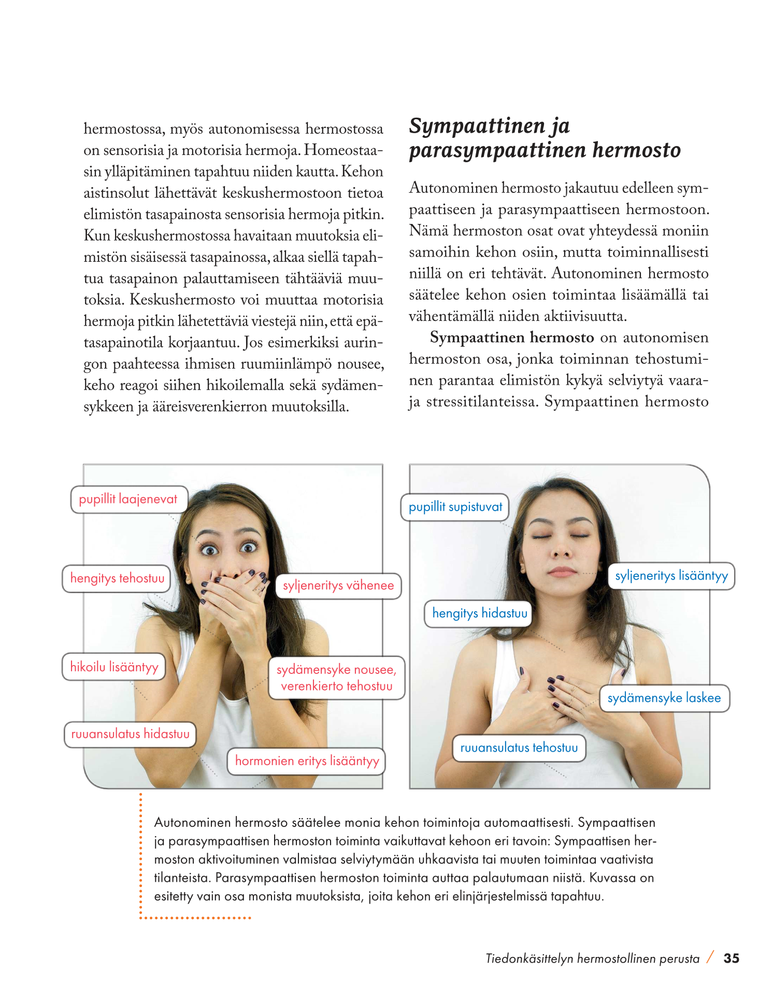 hermostossa, myös autonomisessa hermostossa
on sensorisia ja motorisia hermoja. Homeostaa-
sin ylläpitäminen tapahtuu niiden kautta. Kehon
aistinsolut lähettävät keskushermostoon tietoa
elimistön tasapainosta sensorisia hermoja pitkin.
Kun keskushermostossa havaitaan muutoksia eli-
mistön sisäisessä tasapainossa, alkaa siellä tapah-
tua tasapainon palauttamiseen tähtääviä muu-
toksia. Keskushermosto voi muuttaa motorisia
hermoja pitkin lähetettäviä viestejä niin, että epä-
tasapainotila korjaantuu. Jos esimerkiksi aurin-
gon paahteessa ihmisen ruumiinlämpö nousee,
keho reagoi siihen hikoilemalla sekä sydämen-
sykkeen ja ääreisverenkierron muutoksilla.
Sympaattinen ja
parasympaattinen hermosto
Autonominen hermosto jakautuu edelleen sym-
paattiseen ja parasympaattiseen hermostoon.
Nämä hermoston osat ovat yhteydessä moniin
samoihin kehon osiin, mutta toiminnallisesti
niillä on eri tehtävät. Autonominen hermosto
säätelee kehon osien toimintaa lisäämällä tai
vähentämällä niiden aktiivisuutta.
Sympaattinen hermosto on autonomisen
hermoston osa, jonka toiminnan tehostumi-
nen parantaa elimistön kykyä selviytyä vaara-
ja stressitilanteissa. Sympaattinen hermosto
pupillit laajenevat
hengitys tehostuu
syljeneritys vähenee
hikoilu lisääntyy
sydämensyke nousee,
verenkierto tehostuu
ruuansulatus hidastuu
hormonien eritys lisääntyy
pupillit supistuvat
syljeneritys lisääntyy
hengitys hidastuu
sydämensyke laskee
ruuansulatus tehostuu
Autonominen hermosto säätelee monia kehon toimintoja automaattisesti. Sympaattisen
ja parasympaattisen hermoston toiminta vaikuttavat kehoon eri tavoin: Sympaattisen her-
moston aktivoituminen valmistaa selviytymään uhkaavista tai muuten toimintaa vaativista
tilanteista. Parasympaattisen hermoston toiminta auttaa palautumaan niistä. Kuvassa on
esitetty vain osa monista muutoksista, joita kehon eri elinjärjestelmissä tapahtuu.
Tiedonkäsittelyn hermostollinen perusta / 35